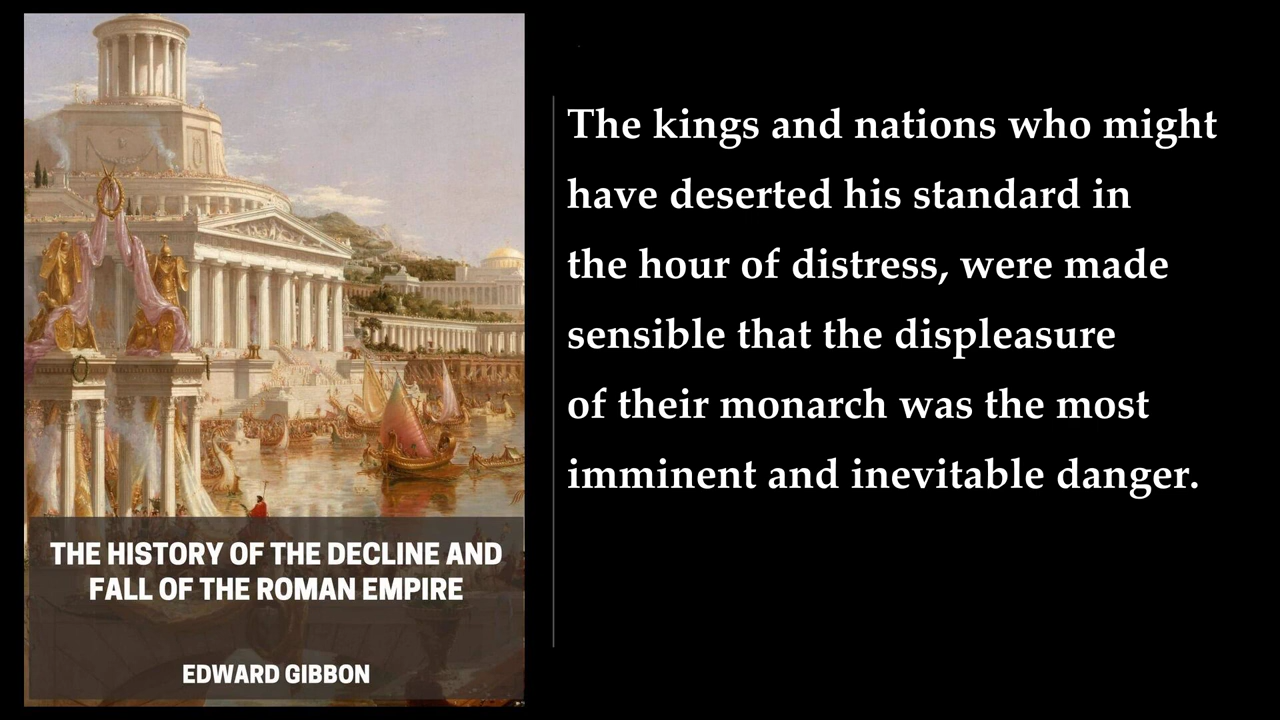 THE HISTORY OF THE DECLINE AND
FALL OF THE ROMAN EMPIRE
EDWARD GIBBON
The kings and nations who might
have deserted his standard in
the hour of distress, were made
sensible that the displeasure
of their monarch was the most
imminent and inevitable danger.